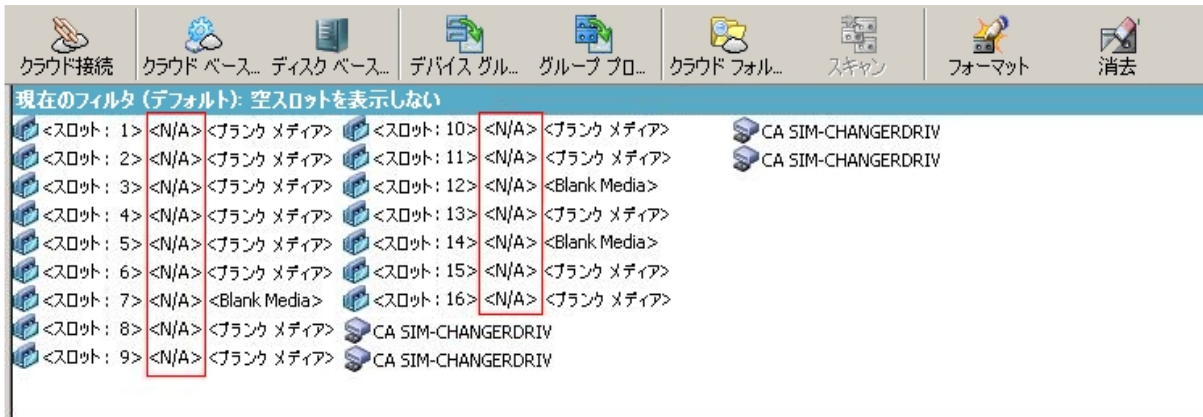 クラウド接続 クラウド ベース... ディスク ベース... デバイス グル... グループ プロ... クラウド フォル... スキャン フォーマット 消去
現在のフィルタ (デフォルト): 空スロットを表示しない
<スロット: 1> <N/A> <ブランク メディア> <スロット: 10> <N/A> <ブランク メディア> CA SIM-CHANGERDRIV
<スロット: 2> <N/A> <ブランク メディア> <スロット: 11> <N/A> <ブランク メディア> CA SIM-CHANGERDRIV
<スロット: 3> <N/A> <ブランク メディア> <スロット: 12> <N/A> <Blank Media>
<スロット: 4> <N/A> <ブランク メディア> <スロット: 13> <N/A> <ブランク メディア>
<スロット: 5> <N/A> <ブランク メディア> <スロット: 14> <N/A> <Blank Media>
<スロット: 6> <N/A> <ブランク メディア> <スロット: 15> <N/A> <ブランク メディア>
<スロット: 7> <N/A> <Blank Media> <スロット: 16> <N/A> <ブランク メディア>
<スロット: 8> <N/A> <ブランク メディア> CA SIM-CHANGERDRIV
<スロット: 9> <N/A> <ブランク メディア> CA SIM-CHANGERDRIV